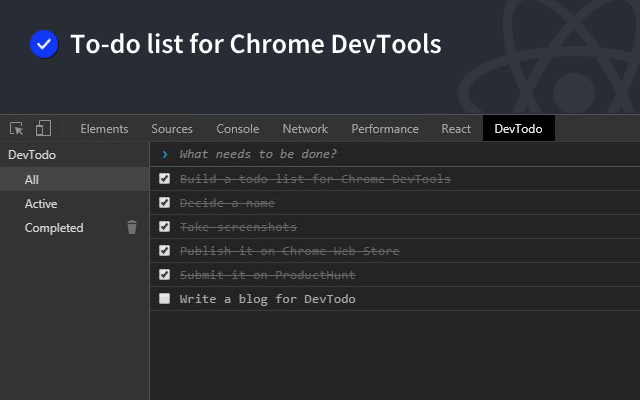 To-do list for Chrome DevTools
Elements Sources Console Network Performance React DevTodo
DevTodo
All
Active
Completed
What needs to be done?
Build a todo list for Chrome DevTools
Decide a name
Take screenshots
Publish it on Chrome Web Store
Submit it on ProductHunt
Write a blog for DevTodo